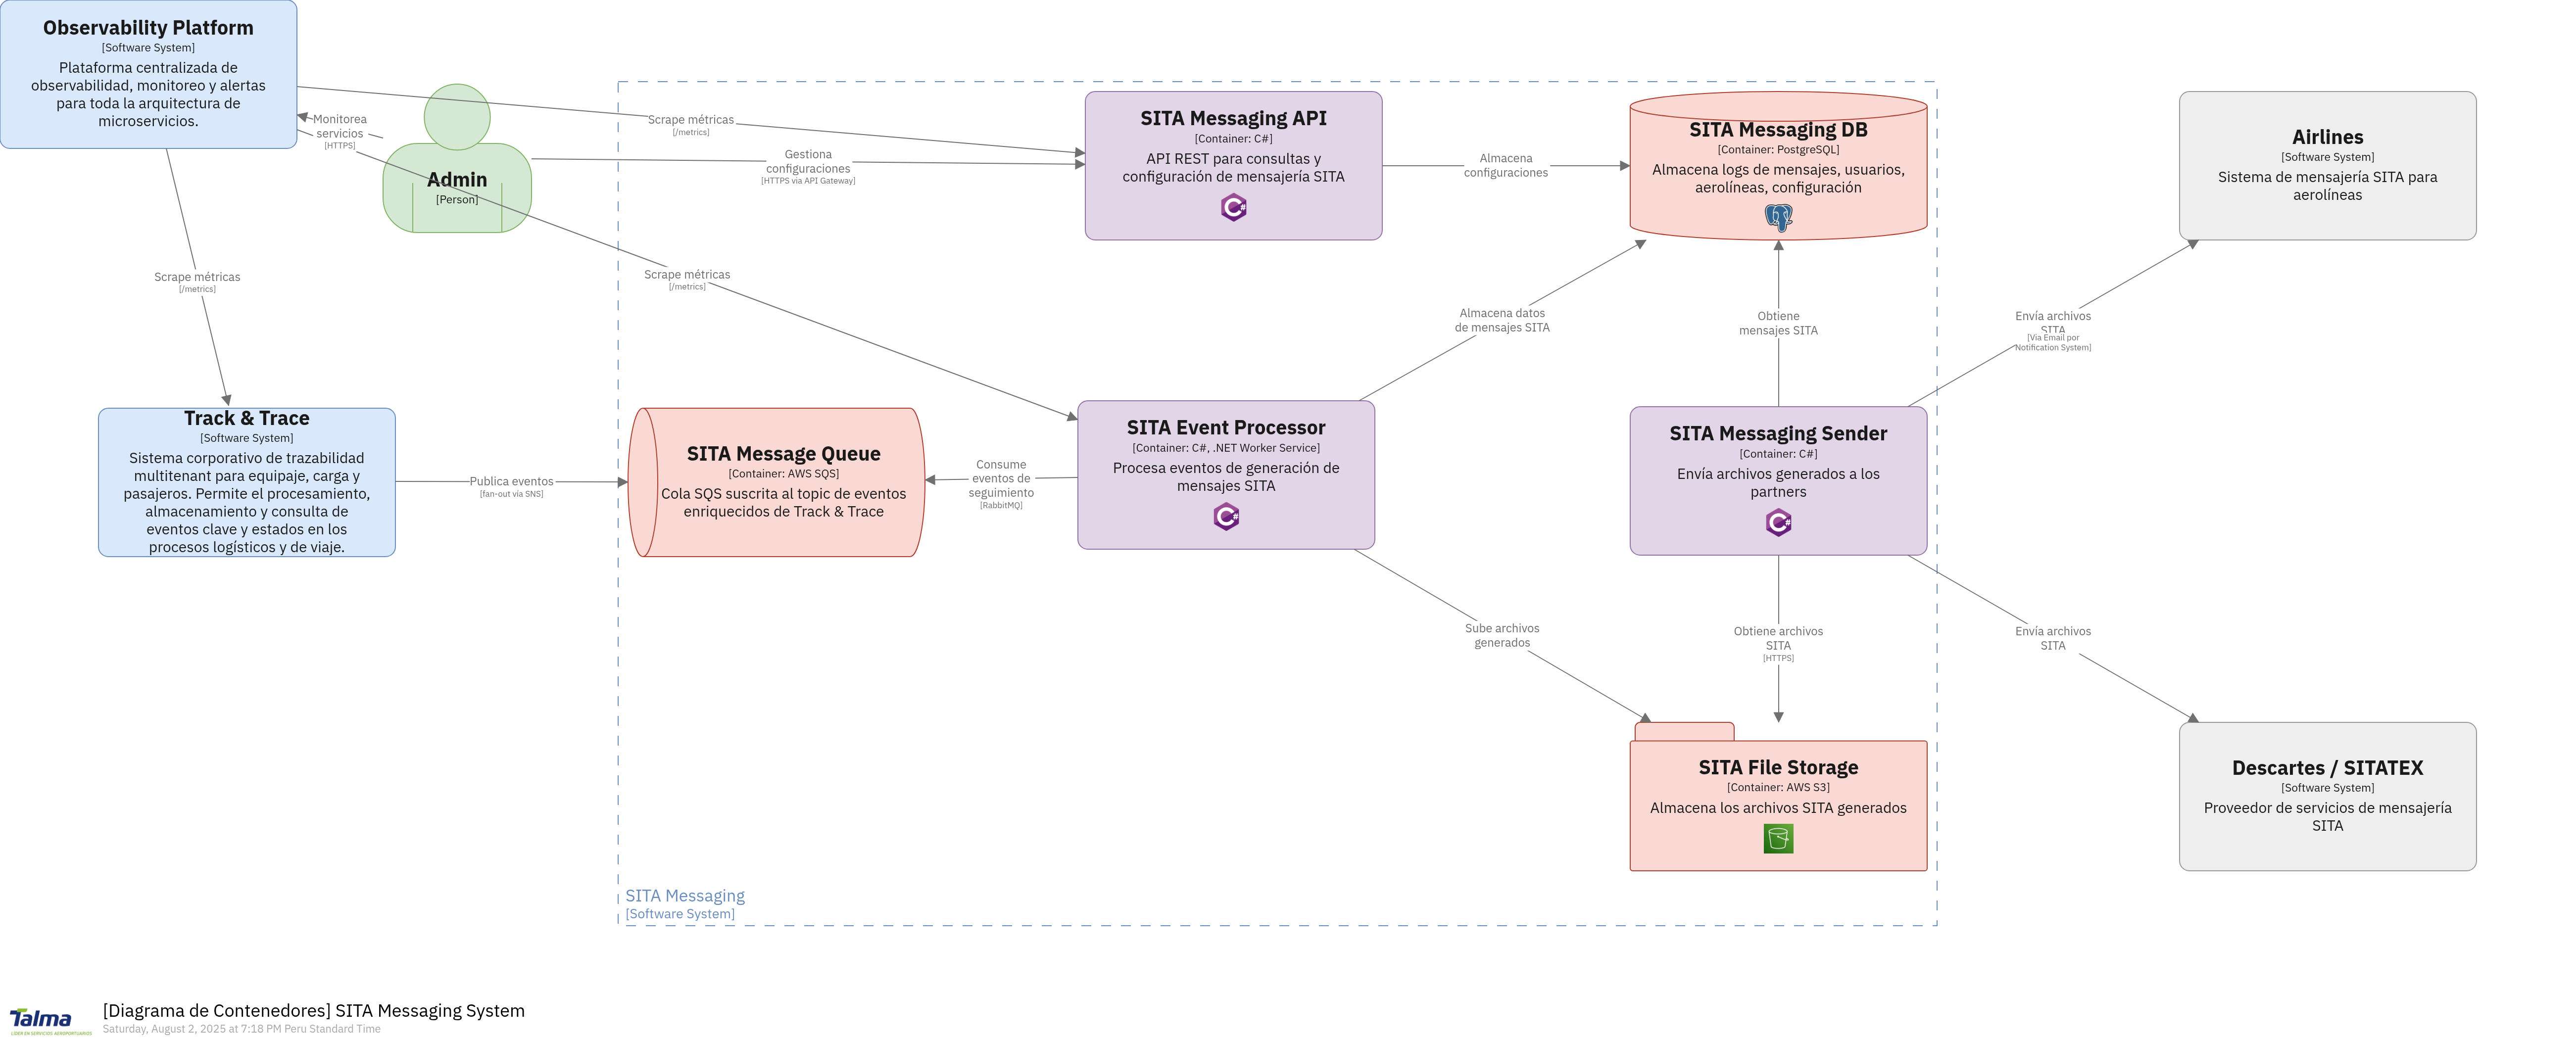 Observability Platform
[Software System]
Plataforma centralizada de
observabilidad, monitoreo y alertas
para toda la arquitectura de
microservicios.
Monitorea
servicios
[HTTPS]
Admin
[Person]
Scrape métricas
[/metrics]
Gestiona
configuraciones
[HTTPS via API Gateway]
SITA Messaging API
[Container: C#]
API REST para consultas y
configuración de mensajería SITA
Almacena
configuraciones
SITA Messaging DB
[Container: PostgreSQL]
Almacena logs de mensajes, usuarios,
aerolíneas, configuración
Airlines
[Software System]
Sistema de mensajería SITA para
aerolíneas
Scrape métricas
[/metrics]
Scrape métricas
[/metrics]
Almacena datos
de mensajes SITA
Obtiene
mensajes SITA
Envía archivos
SITA
[Via Email por
Notification System]
Track & Trace
[Software System]
Sistema corporativo de trazabilidad
multitenant para equipaje, carga y
pasajeros. Permite el procesamiento,
almacenamiento y consulta de
eventos clave y estados en los
procesos logísticos y de viaje.
Publica eventos
[fan-out vía SNS]
SITA Message Queue
[Container: AWS SQS]
Cola SQS suscrita al topic de eventos
enriquecidos de Track & Trace
Consume
eventos de
seguimiento
[RabbitMQ]
SITA Event Processor
[Container: C#, .NET Worker Service]
Procesa eventos de generación de
mensajes SITA
SITA Messaging Sender
[Container: C#]
Envía archivos generados a los
partners
Sube archivos
generados
Obtiene archivos
SITA
[HTTPS]
Envía archivos
SITA
SITA File Storage
[Container: AWS S3]
Almacena los archivos SITA generados
Descartes / SITATEX
[Software System]
Proveedor de servicios de mensajería
SITA
SITA Messaging
[Software System]
Talma
LÍDER EN SERVICIOS AEROPORTUARIOS
[Diagrama de Contenedores] SITA Messaging System
Saturday, August 2, 2025 at 7:18 PM Peru Standard Time